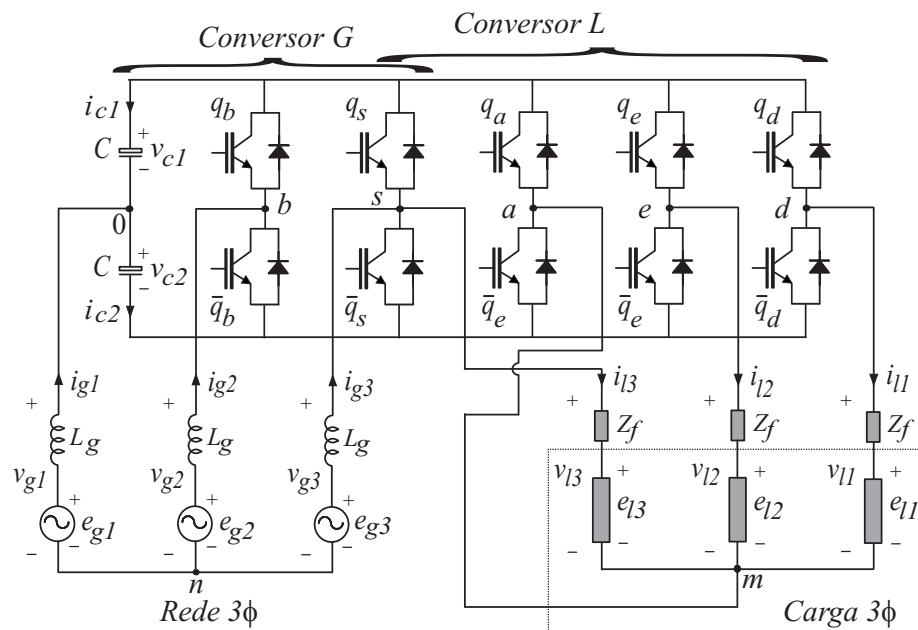 Conversor G
Conversor L
i_c1
q_b
q_s
q_a
q_e
q_d
C
+
v_c1
−
0
b
s
a
e
d
C
+
v_c2
−
i_c2
q̄_b
q̄_s
q̄_e
q̄_e
q̄_d
i_g1
i_g2
i_g3
i_l3
i_l2
i_l1
+
L_g
+
L_g
+
L_g
+
Z_f
+
Z_f
+
Z_f
v_g1
v_g2
v_g3
v_l3
v_l2
v_l1
+
e_g1
+
e_g2
+
e_g3
+
e_l3
+
e_l2
+
e_l1
− −
− −
− −
− −
− −
− −
n
m
Rede 3ϕ
Carga 3ϕ